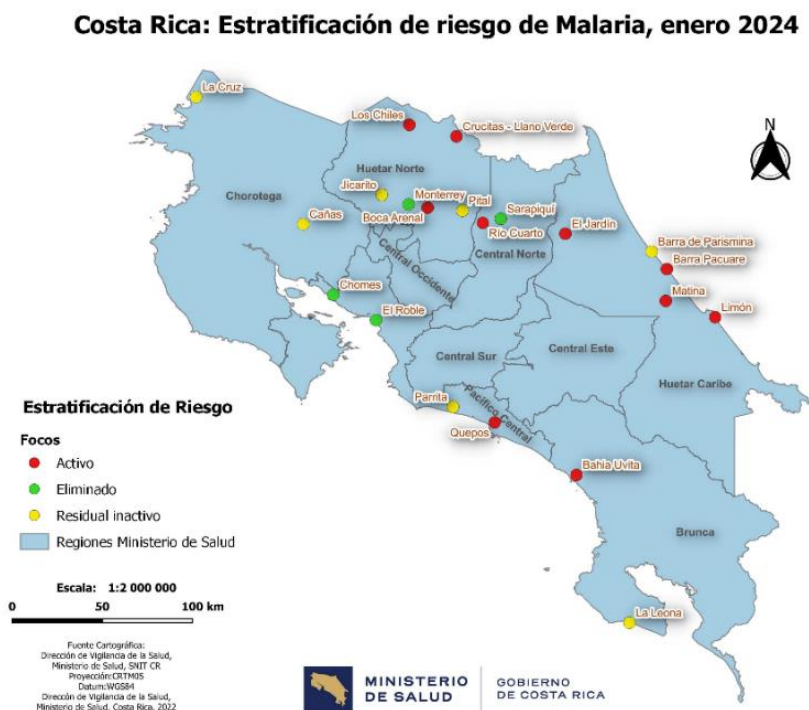 Costa Rica: Estratificación de riesgo de Malaria, enero 2024
La Cruz
Los Chiles
Crucitas - Llano Verde
N
Huetar Norte
Jicarito
Monterrey
Pital
Chorotega
Boca Arenal
Sarapiquí
Cañas
Río Cuarto
El Jardín
Central Norte
Barra de Parismina
Barra Pacuare
Central Occidente
Chomes
Matina
El Roble
Limón
Central Sur
Central Este
Huetar Caribe
Parrita
Pacífico Central
Quepos
Bahia Uvita
Brunca
La Leona
Estratificación de Riesgo
Focos
Activo
Eliminado
Residual inactivo
Regiones Ministerio de Salud
Escala: 1:2 000 000
0 50 100 km
Fuente Cartográfica:
Dirección de Vigilancia de la Salud,
Ministerio de Salud, SNIT CR
Proyección:CRTM05
Datum:WGS84
Dirección de Vigilancia de la Salud,
Ministerio de Salud, Costa Rica, 2022
MINISTERIO
DE SALUD
GOBIERNO
DE COSTA RICA